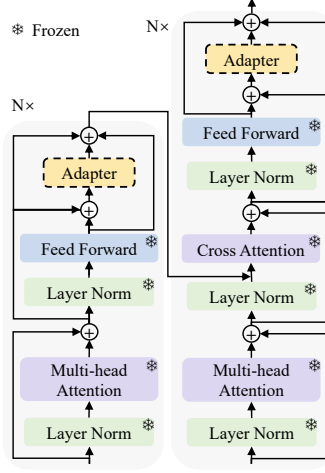 ❄ Frozen
N×
Adapter
Feed Forward
Layer Norm
Multi-head
Attention
Layer Norm
N×
Adapter
Feed Forward
Layer Norm
Cross Attention
Layer Norm
Multi-head
Attention
Layer Norm